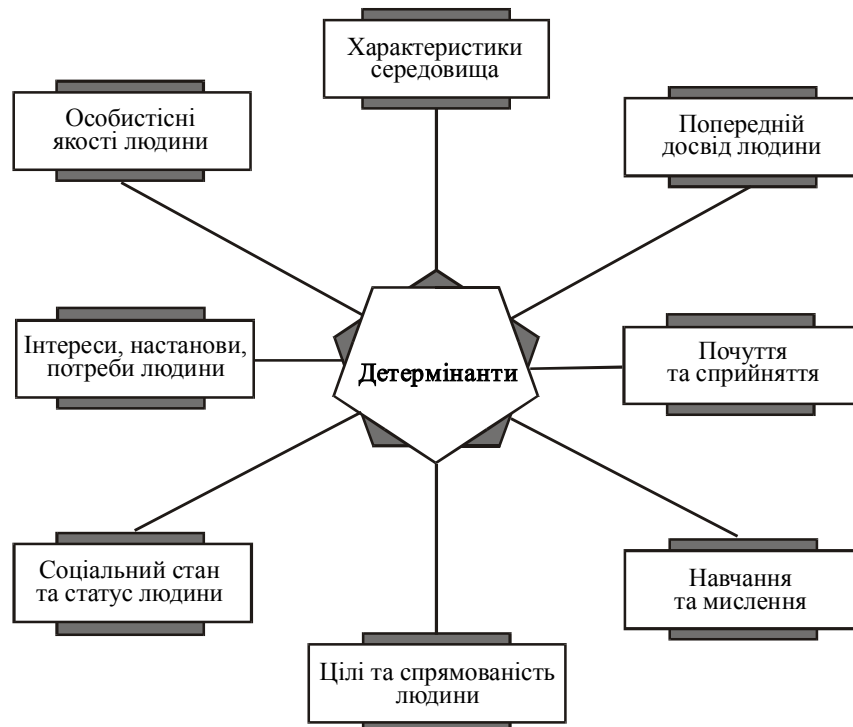 Характеристики
середовища
Особистісні
якості людини
Попередній
досвід людини
Інтереси, настанови,
потреби людини
Детермінанти
Почуття
та сприйняття
Соціальний стан
та статус людини
Навчання
та мислення
Цілі та спрямованість
людини